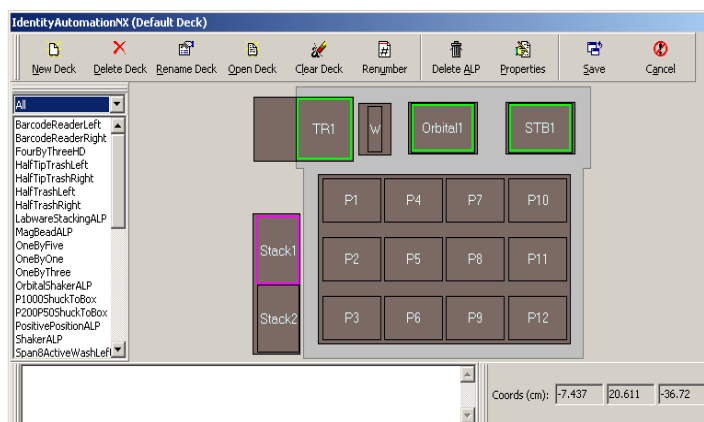 IdentityAutomationNX (Default Deck)
New Deck Delete Deck Rename Deck Open Deck Clear Deck Renumber Delete ALP Properties Save Cancel
All
BarcodeReaderLeft
BarcodeReaderRight
FourByThreeHD
HalfTipTrashLeft
HalfTipTrashRight
HalfTrashLeft
HalfTrashRight
LabwareStackingALP
MagBeadALP
OneByFive
OneByOne
OneByThree
OrbitalShakerALP
P1000ShuckToBox
P200P50ShuckToBox
PositivePositionALP
ShakerALP
Span8ActiveWashLeft
TR1 W Orbital1 STB1
P1 P4 P7 P10
Stack1 P2 P5 P8 P11
Stack2 P3 P6 P9 P12
Coords (cm): -7.437 20.611 -36.72